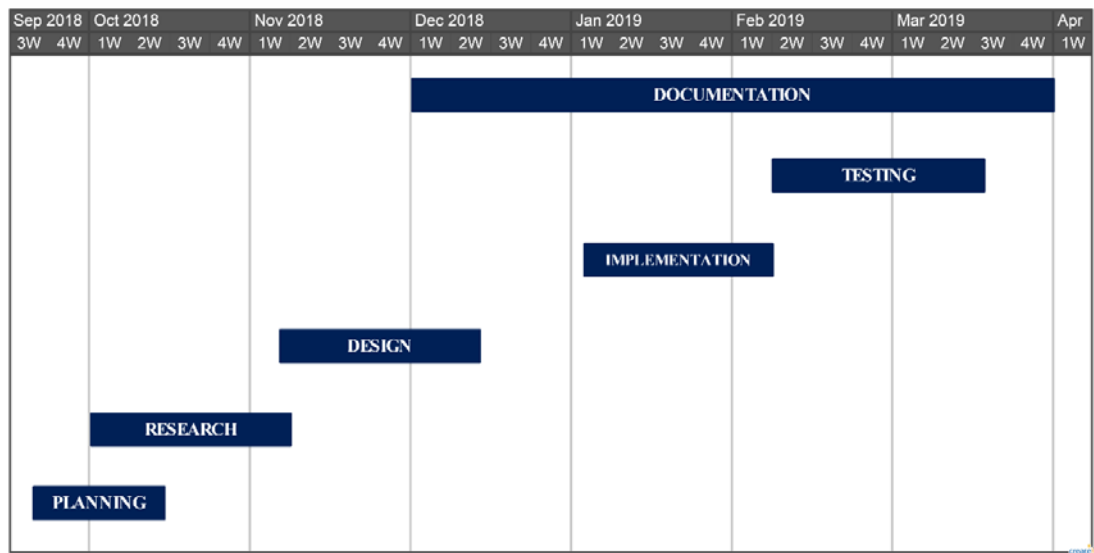 Sep 2018 Oct 2018 Nov 2018 Dec 2018 Jan 2019 Feb 2019 Mar 2019 Apr
3W 4W 1W 2W 3W 4W 1W 2W 3W 4W 1W 2W 3W 4W 1W 2W 3W 4W 1W 2W 3W 4W 1W 2W 3W 4W 1W
DOCUMENTATION
TESTING
IMPLEMENTATION
DESIGN
RESEARCH
PLANNING